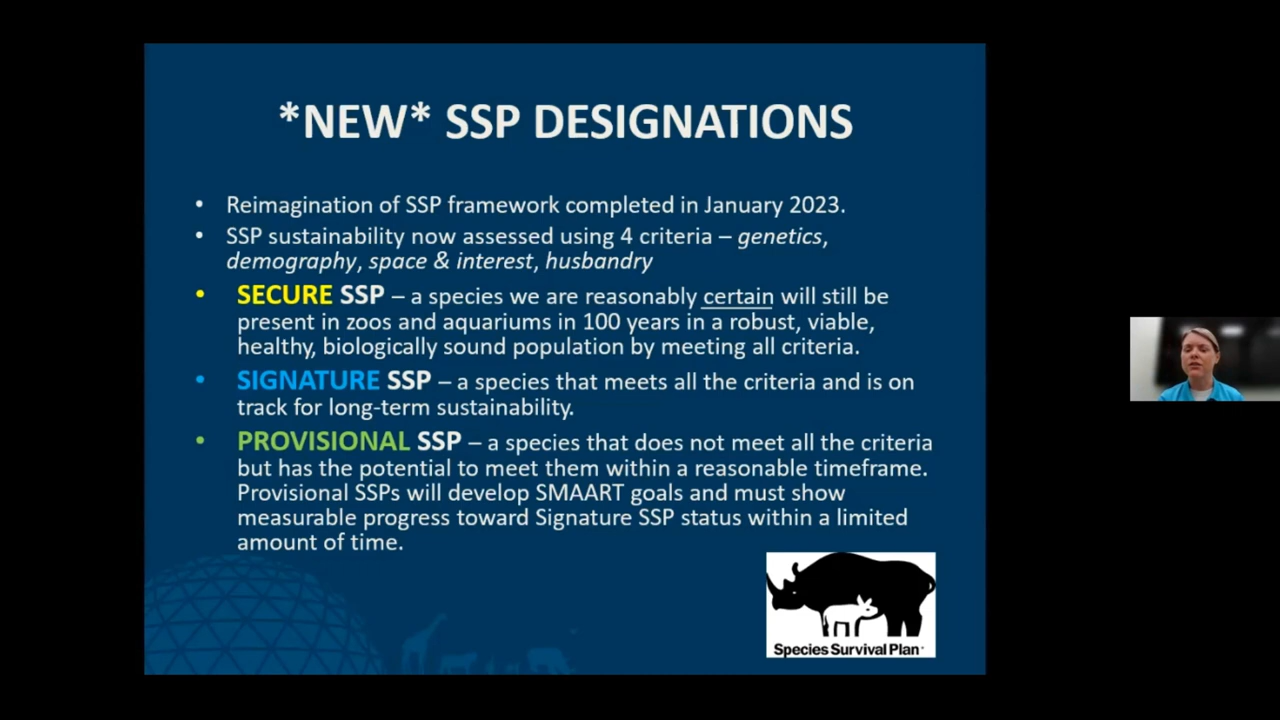 *NEW* SSP DESIGNATIONS
• Reimagination of SSP framework completed in January 2023.
• SSP sustainability now assessed using 4 criteria – genetics,
demography, space & interest, husbandry
• SECURE SSP – a species we are reasonably certain will still be
present in zoos and aquariums in 100 years in a robust, viable,
healthy, biologically sound population by meeting all criteria.
• SIGNATURE SSP – a species that meets all the criteria and is on
track for long-term sustainability.
• PROVISIONAL SSP – a species that does not meet all the criteria
but has the potential to meet them within a reasonable timeframe.
Provisional SSPs will develop SMAART goals and must show
measurable progress toward Signature SSP status within a limited
amount of time.
Species Survival Plan